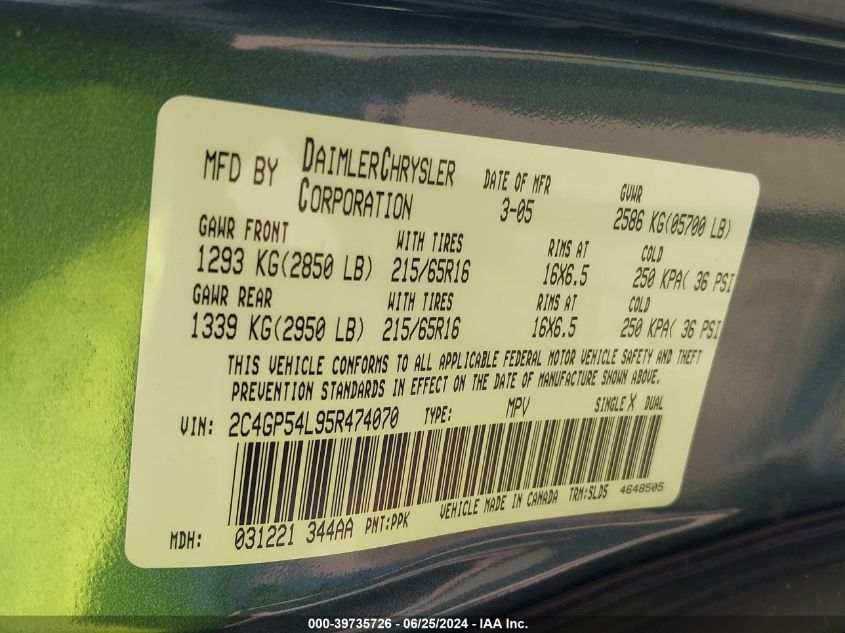 MFD BY DAIMLERCHRYSLER CORPORATION DATE OF MFR 3-05 GVWR 2586 KG(05700 LB)
GAWR FRONT WITH TIRES RIMS AT COLD
1293 KG(2850 LB) 215/65R16 16X6.5 250 KPA( 36 PSI
GAWR REAR WITH TIRES RIMS AT COLD
1339 KG(2950 LB) 215/65R16 16X6.5 250 KPA( 36 PSI
THIS VEHICLE CONFORMS TO ALL APPLICABLE FEDERAL MOTOR VEHICLE SAFETY AND THEFT
PREVENTION STANDARDS IN EFFECT ON THE DATE OF MANUFACTURE SHOWN ABOVE.
VIN: 2C4GP54L95R474070 TYPE: MPV SINGLE X DUAL
MDH: 031221 344AA PNT:PPK VEHICLE MADE IN CANADA TRM:SLD5 4648505
000-39735726 - 06/25/2024 - IAA Inc.